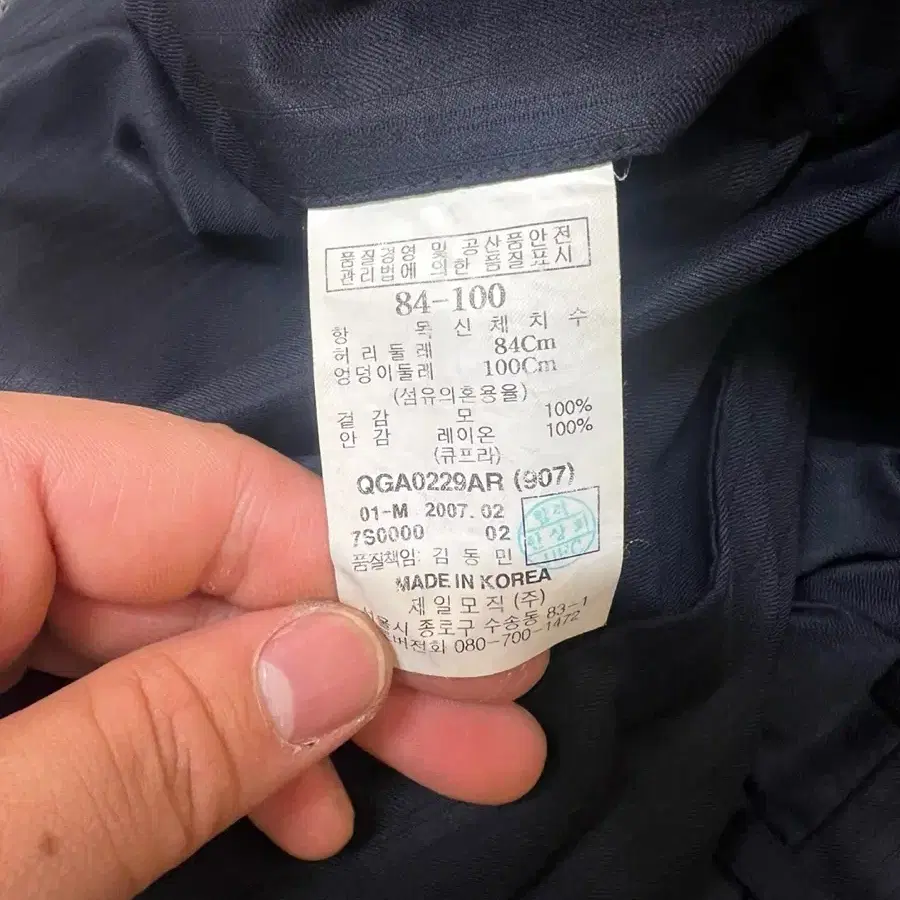 품질경영 및 공산품안전
관리법에 의한 품질표시
84-100
항 목 신 체 치 수
허 리 둘 레 84Cm
엉덩이둘레 100Cm
(섬유의혼용율)
겉 감 모 100%
안 감 레이온 100%
(큐프라)
QGA0229AR (907)
01-M 2007. 02
7S0000 02
품질책임: 김 동 민
MADE IN KOREA
제일모직 (주)
서울시 종로구 수송동 83-1
전화 080-700-1472